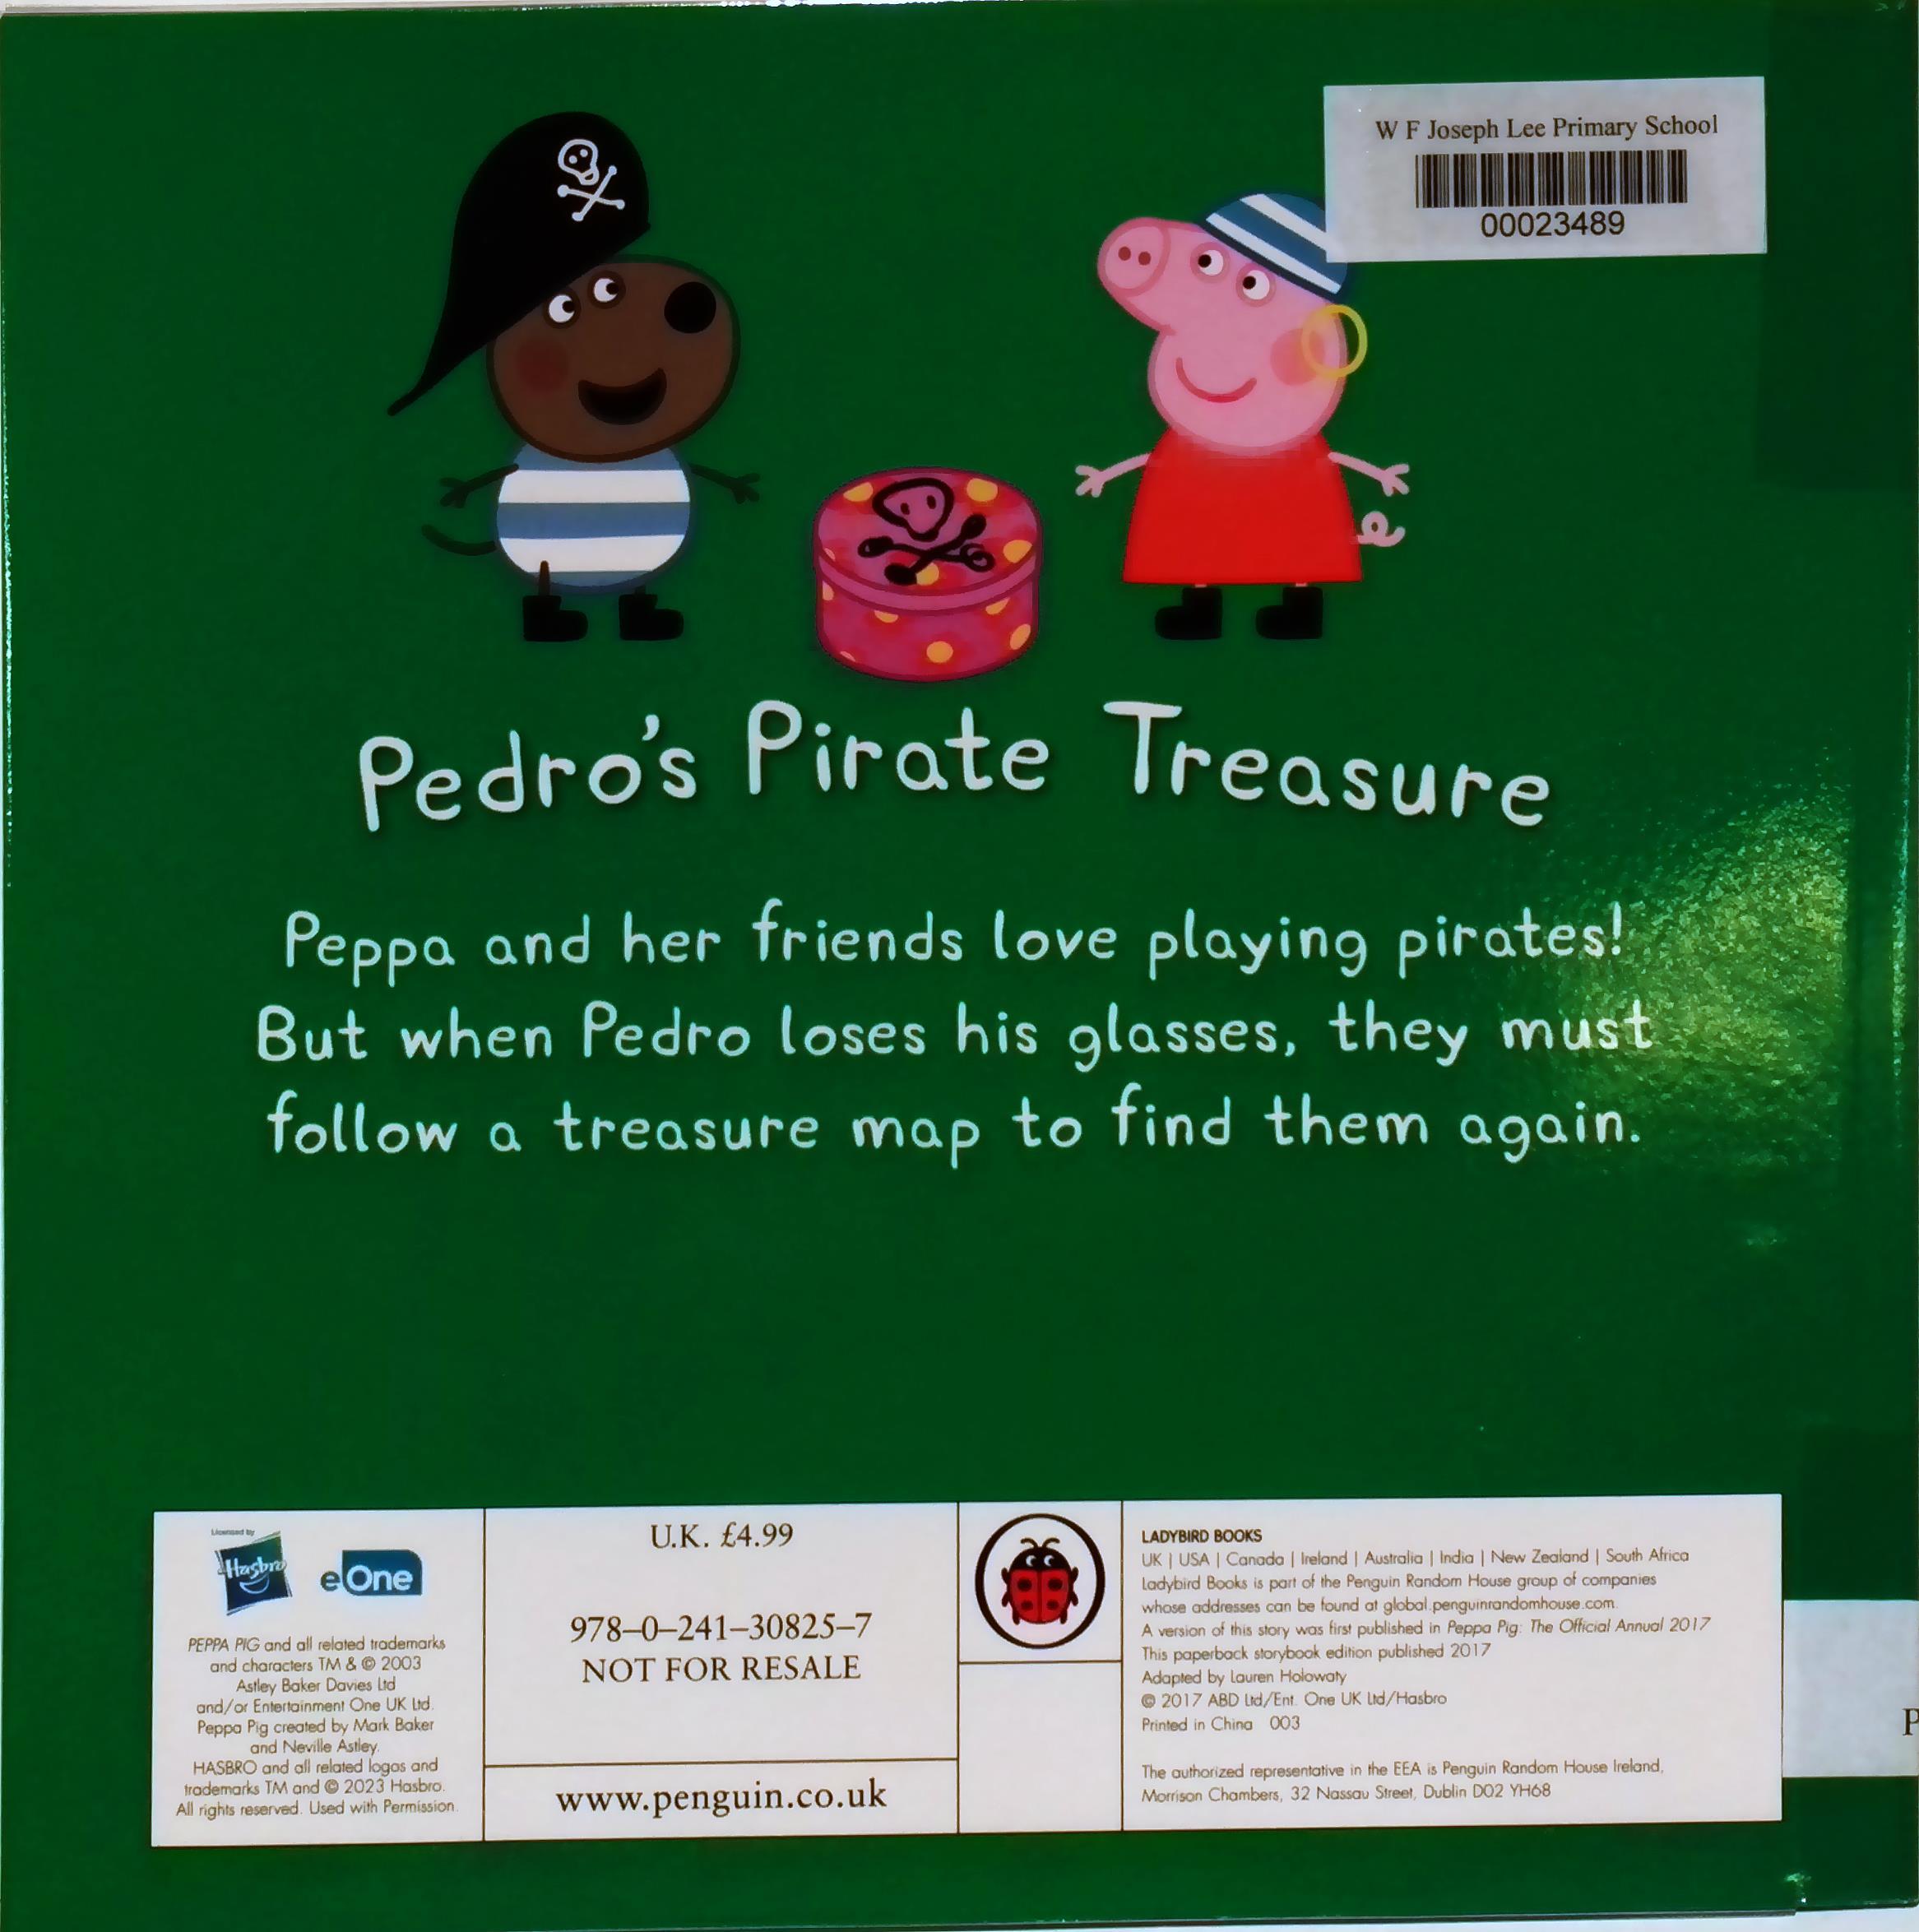 W F Joseph Lee Primary School
00023489
Pedro's Pirate Treasure
Peppa and her friends love playing pirates!
But when Pedro loses his glasses, they must
follow a treasure map to find them again.
Licensed by
Hasbro
eOne
PEPPA PIG and all related trademarks
and characters TM & © 2003
Astley Baker Davies Ltd
and/or Entertainment One UK Ltd.
Peppa Pig created by Mark Baker
and Neville Astley.
HASBRO and all related logos and
trademarks TM and © 2023 Hasbro.
All rights reserved. Used with Permission.
U.K. £4.99
978–0–241–30825–7
NOT FOR RESALE
www.penguin.co.uk
LADYBIRD BOOKS
UK | USA | Canada | Ireland | Australia | India | New Zealand | South Africa
Ladybird Books is part of the Penguin Random House group of companies
whose addresses can be found at global.penguinrandomhouse.com.
A version of this story was first published in Peppa Pig: The Official Annual 2017
This paperback storybook edition published 2017
Adapted by Lauren Holowaty
© 2017 ABD Ltd/Ent. One UK Ltd/Hasbro
Printed in China 003
The authorized representative in the EEA is Penguin Random House Ireland,
Morrison Chambers, 32 Nassau Street, Dublin D02 YH68
P